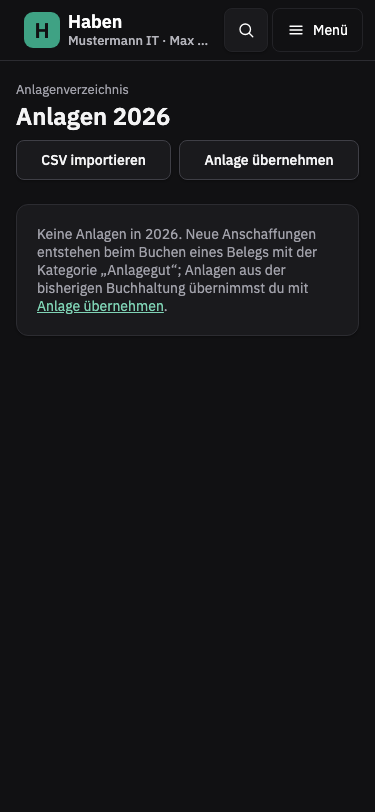 H
Haben
Mustermann IT · Max ...
Menü
Anlagenverzeichnis
Anlagen 2026
CSV importieren
Anlage übernehmen
Keine Anlagen in 2026. Neue Anschaffungen
entstehen beim Buchen eines Belegs mit der
Kategorie „Anlagegut“; Anlagen aus der
bisherigen Buchhaltung übernimmst du mit
Anlage übernehmen.